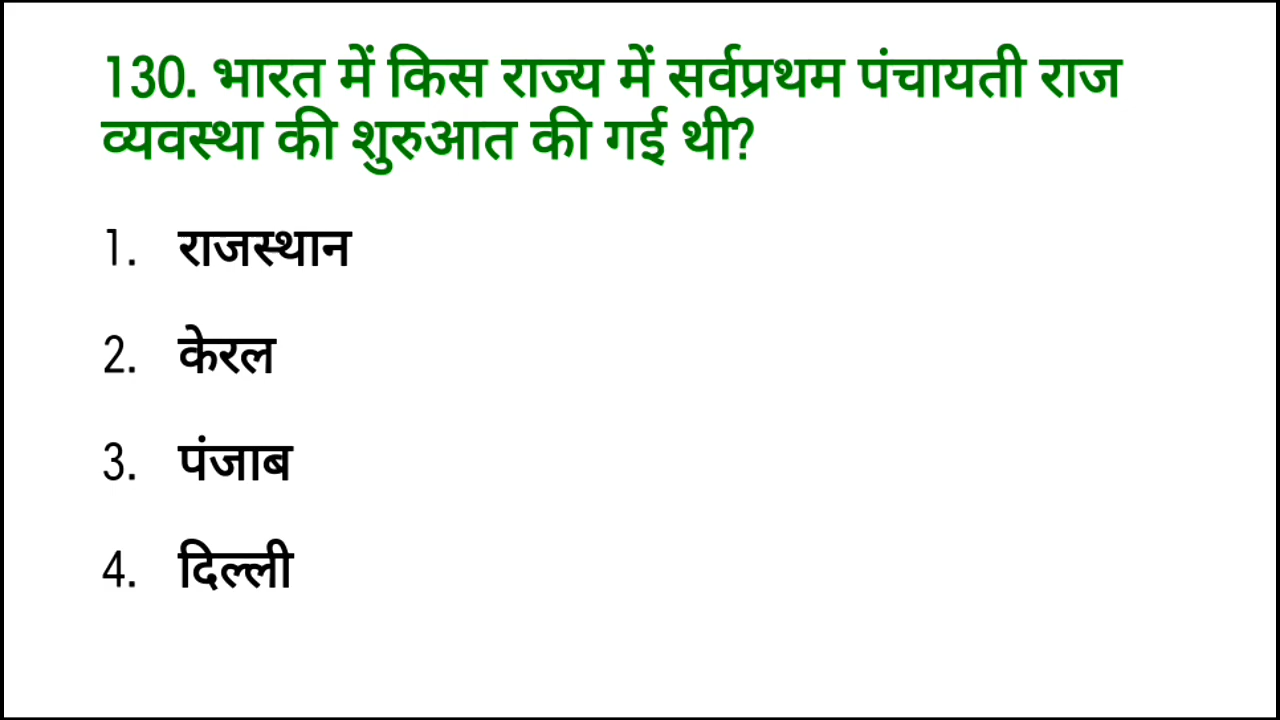 130. भारत में किस राज्य में सर्वप्रथम पंचायती राज
व्यवस्था की शुरुआत की गई थी?
1. राजस्थान
2. केरल
3. पंजाब
4. दिल्ली